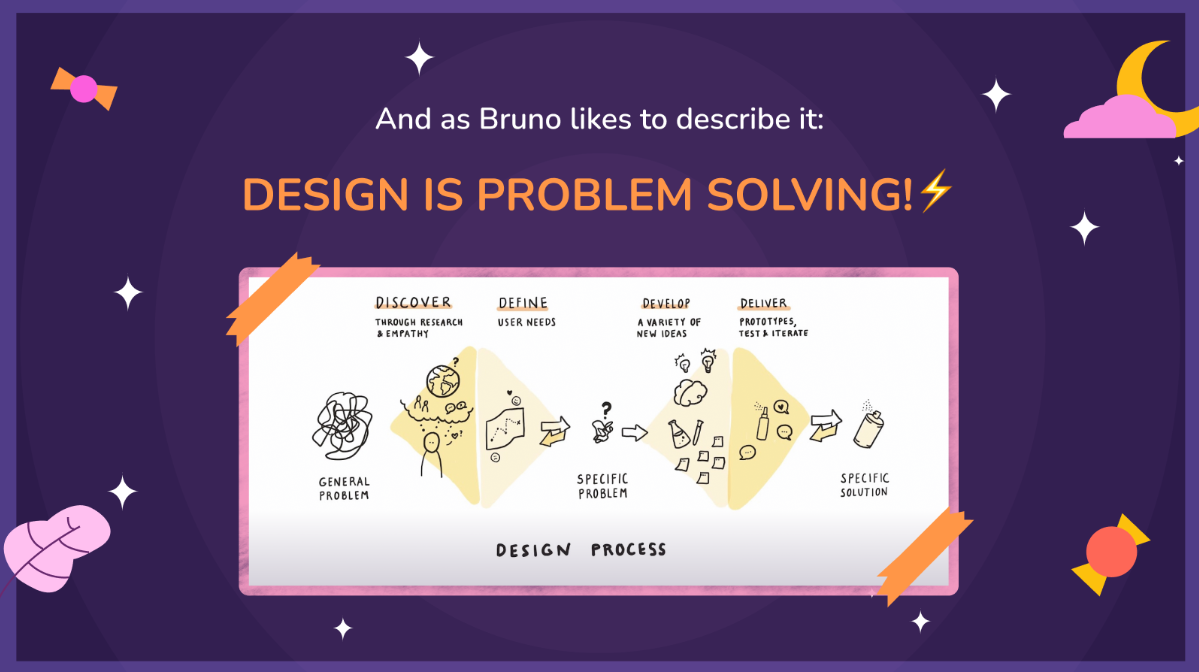 And as Bruno likes to describe it:
DESIGN IS PROBLEM SOLVING!⚡
DISCOVER
THROUGH RESEARCH
& EMPATHY
DEFINE
USER NEEDS
DEVELOP
A VARIETY OF
NEW IDEAS
DELIVER
PROTOTYPES,
TEST & ITERATE
?
?
GENERAL
PROBLEM
SPECIFIC
PROBLEM
SPECIFIC
SOLUTION
DESIGN PROCESS